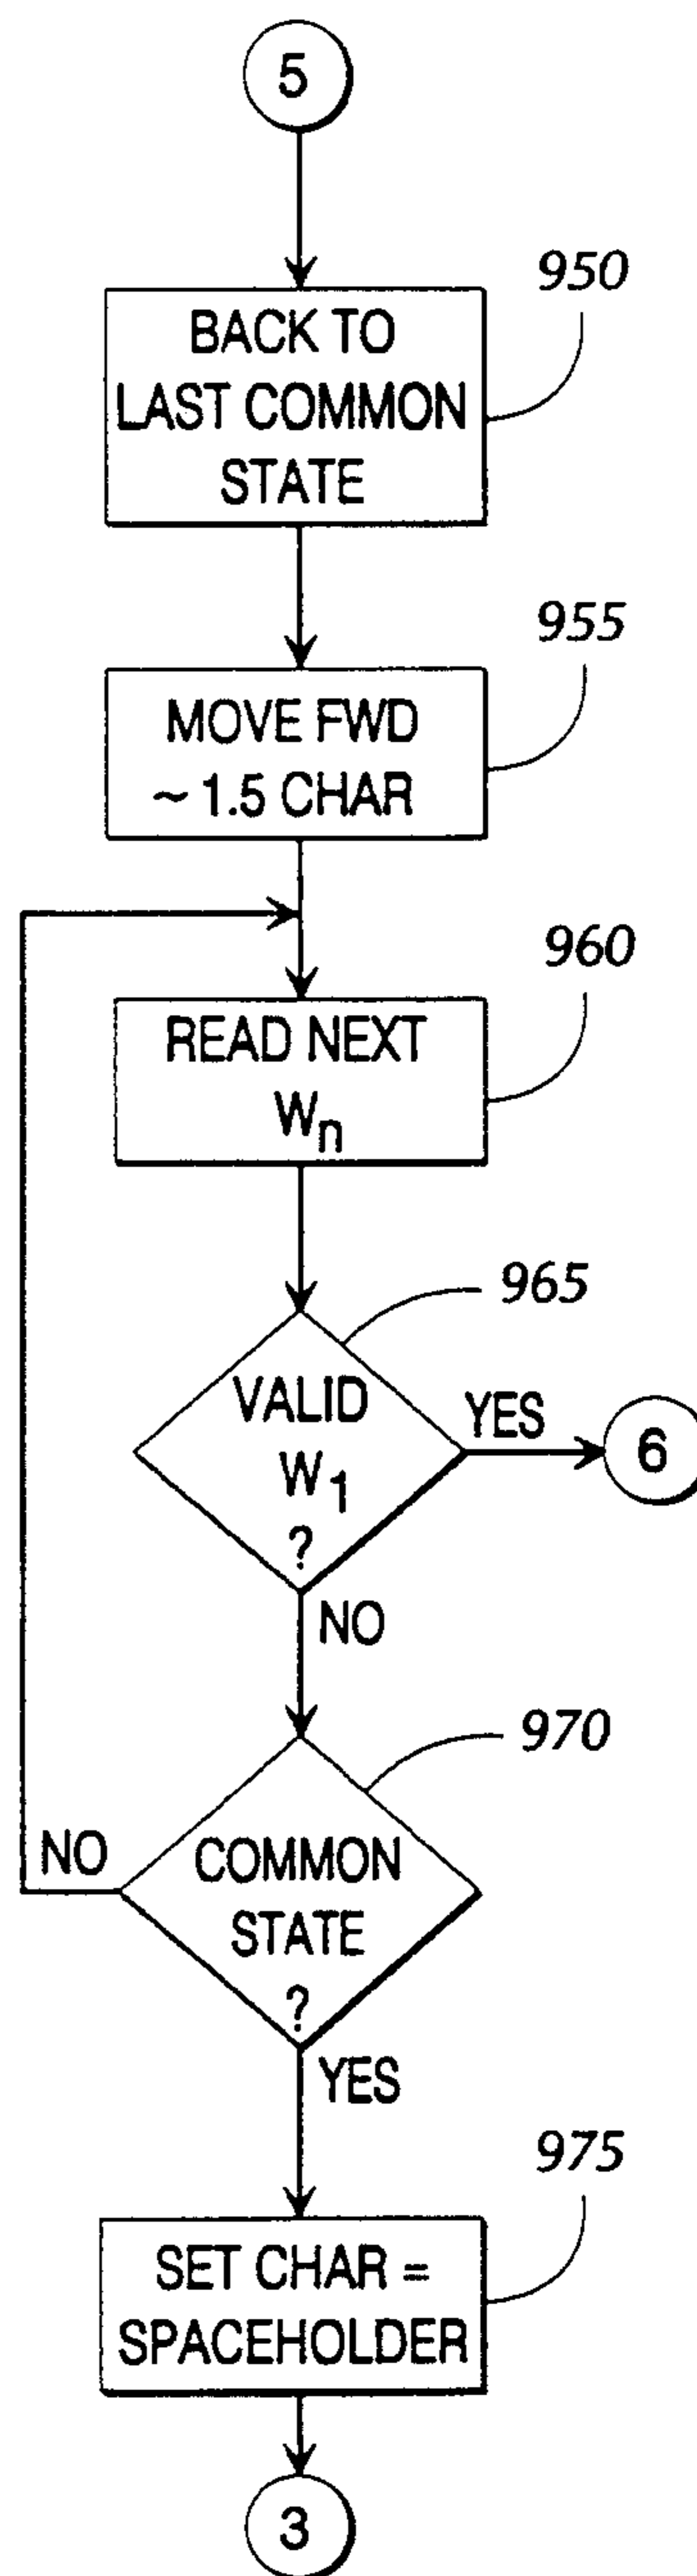 5
950
BACK TO
LAST COMMON
STATE
955
MOVE FWD
~ 1.5 CHAR
960
READ NEXT
Wn
965
VALID
W1
?
YES
6
NO
970
COMMON
STATE
?
NO
YES
975
SET CHAR =
SPACEHOLDER
3